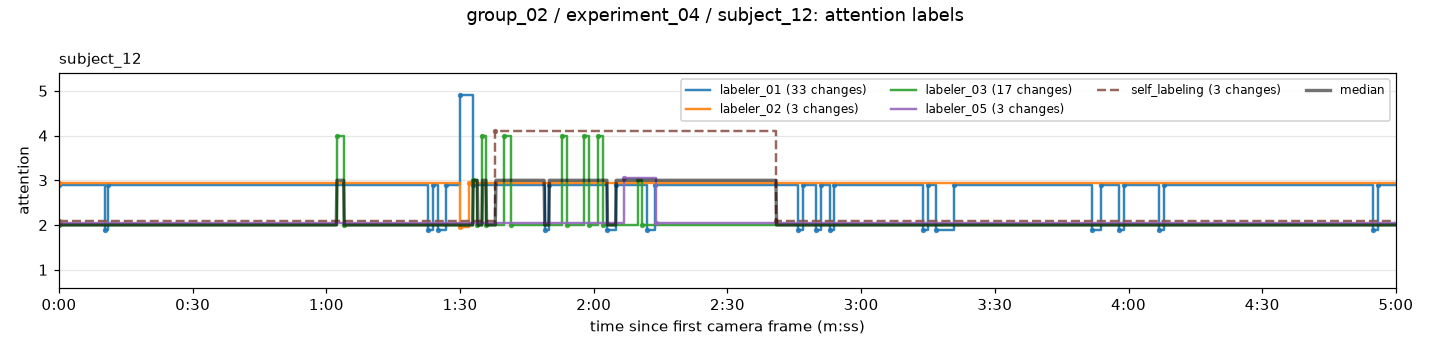 group_02 / experiment_04 / subject_12: attention labels
subject_12
labeler_01 (33 changes)
labeler_02 (3 changes)
labeler_03 (17 changes)
labeler_05 (3 changes)
self_labeling (3 changes)
median
attention
5
4
3
2
1
0:00 0:30 1:00 1:30 2:00 2:30 3:00 3:30 4:00 4:30 5:00
time since first camera frame (m:ss)